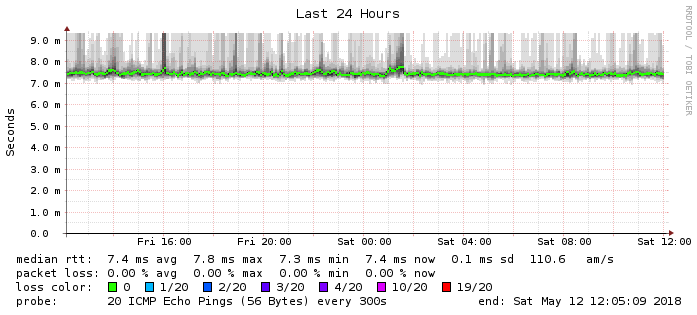 Last 24 Hours
RRDTOOL / TOBI OETIKER
Seconds
9.0 m
8.0 m
7.0 m
6.0 m
5.0 m
4.0 m
3.0 m
2.0 m
1.0 m
0.0
Fri 16:00 Fri 20:00 Sat 00:00 Sat 04:00 Sat 08:00 Sat 12:00
median rtt: 7.4 ms avg 7.8 ms max 7.3 ms min 7.4 ms now 0.1 ms sd 110.6 am/s
packet loss: 0.00 % avg 0.00 % max 0.00 % min 0.00 % now
loss color: 0 1/20 2/20 3/20 4/20 10/20 19/20
probe: 20 ICMP Echo Pings (56 Bytes) every 300s end: Sat May 12 12:05:09 2018